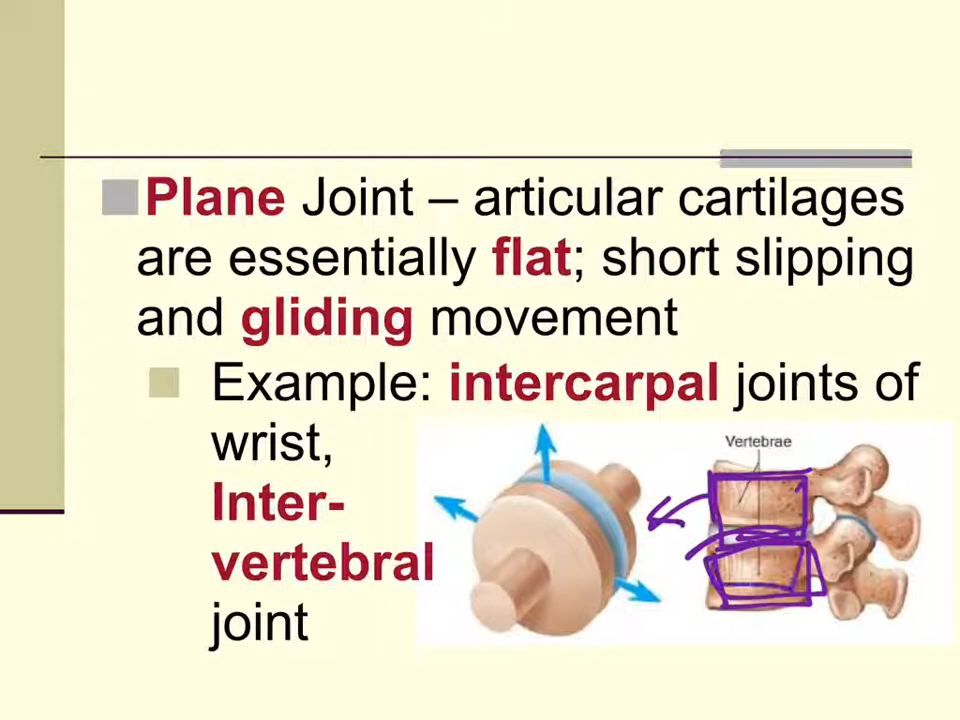 Plane Joint – articular cartilages
are essentially flat; short slipping
and gliding movement
Example: intercarpal joints of
wrist,
Inter-
vertebral
joint
Vertebrae